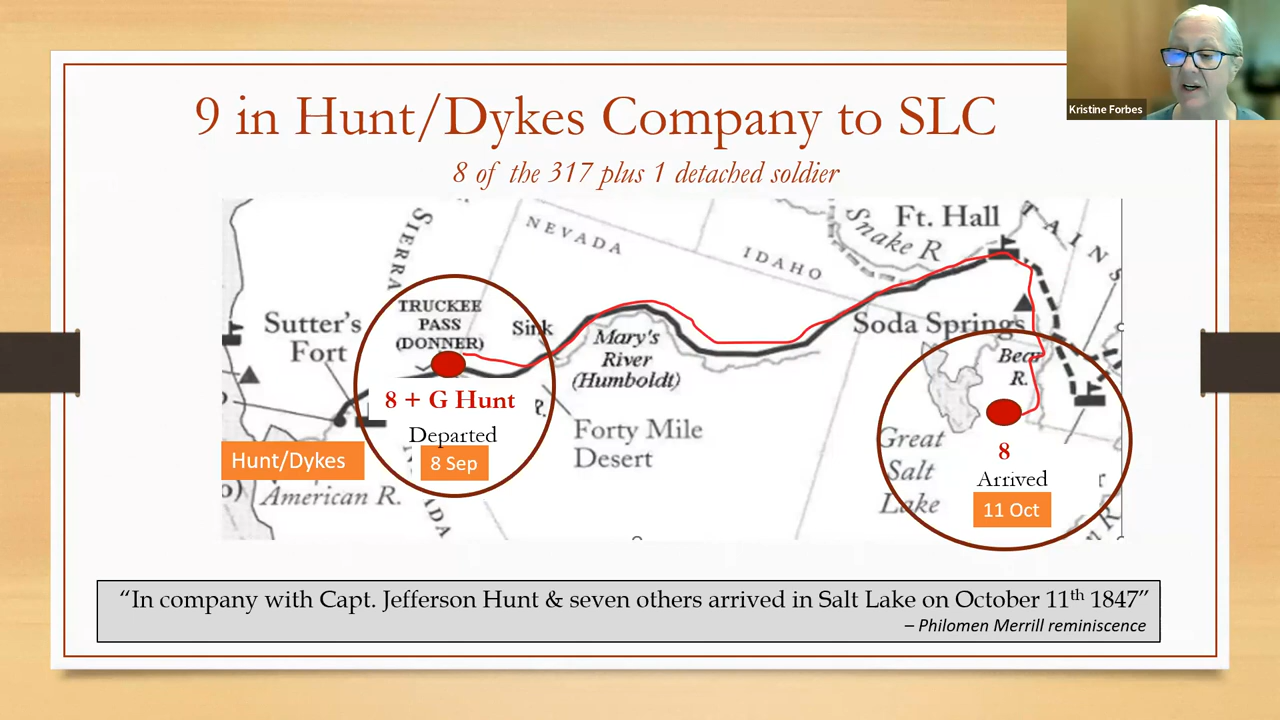 Kristine Forbes
9 in Hunt/Dykes Company to SLC
8 of the 317 plus 1 detached soldier
SIERRA
NEVADA
IDAHO
Snake R
Ft. Hall
TAINS
TRUCKEE
PASS
(DONNER)
Sink
Sutter's
Fort
Mary's
River
(Humboldt)
Soda Springs
Bear
R.
8 + G Hunt
R.
Departed
8 Sep
Forty Mile
Desert
Hunt/Dykes
American R.
Great
Salt
Lake
8
Arrived
11 Oct
“In company with Capt. Jefferson Hunt & seven others arrived in Salt Lake on October 11th 1847”
– Philomen Merrill reminiscence